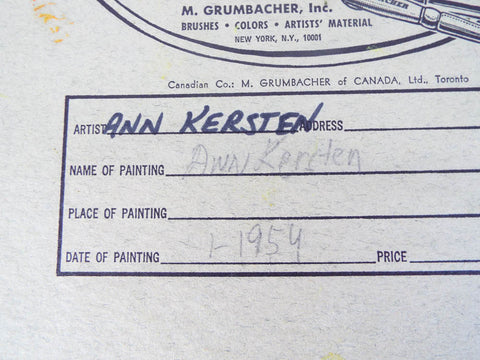 M. GRUMBACHER, Inc.
BRUSHES • COLORS • ARTISTS' MATERIAL
NEW YORK, N.Y., 10001
Canadian Co.: M. GRUMBACHER of CANADA, Ltd., Toronto
ARTIST ANN KERSTEN ADDRESS
NAME OF PAINTING Ann Kersten
PLACE OF PAINTING
DATE OF PAINTING 1-1954 PRICE